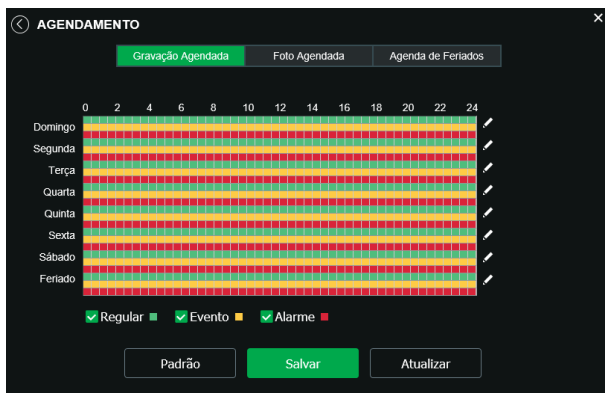 AGENDAMENTO
Gravação Agendada Foto Agendada Agenda de Feriados
0 2 4 6 8 10 12 14 16 18 20 22 24
Domingo
Segunda
Terça
Quarta
Quinta
Sexta
Sábado
Feriado
Regular Evento Alarme
Padrão Salvar Atualizar